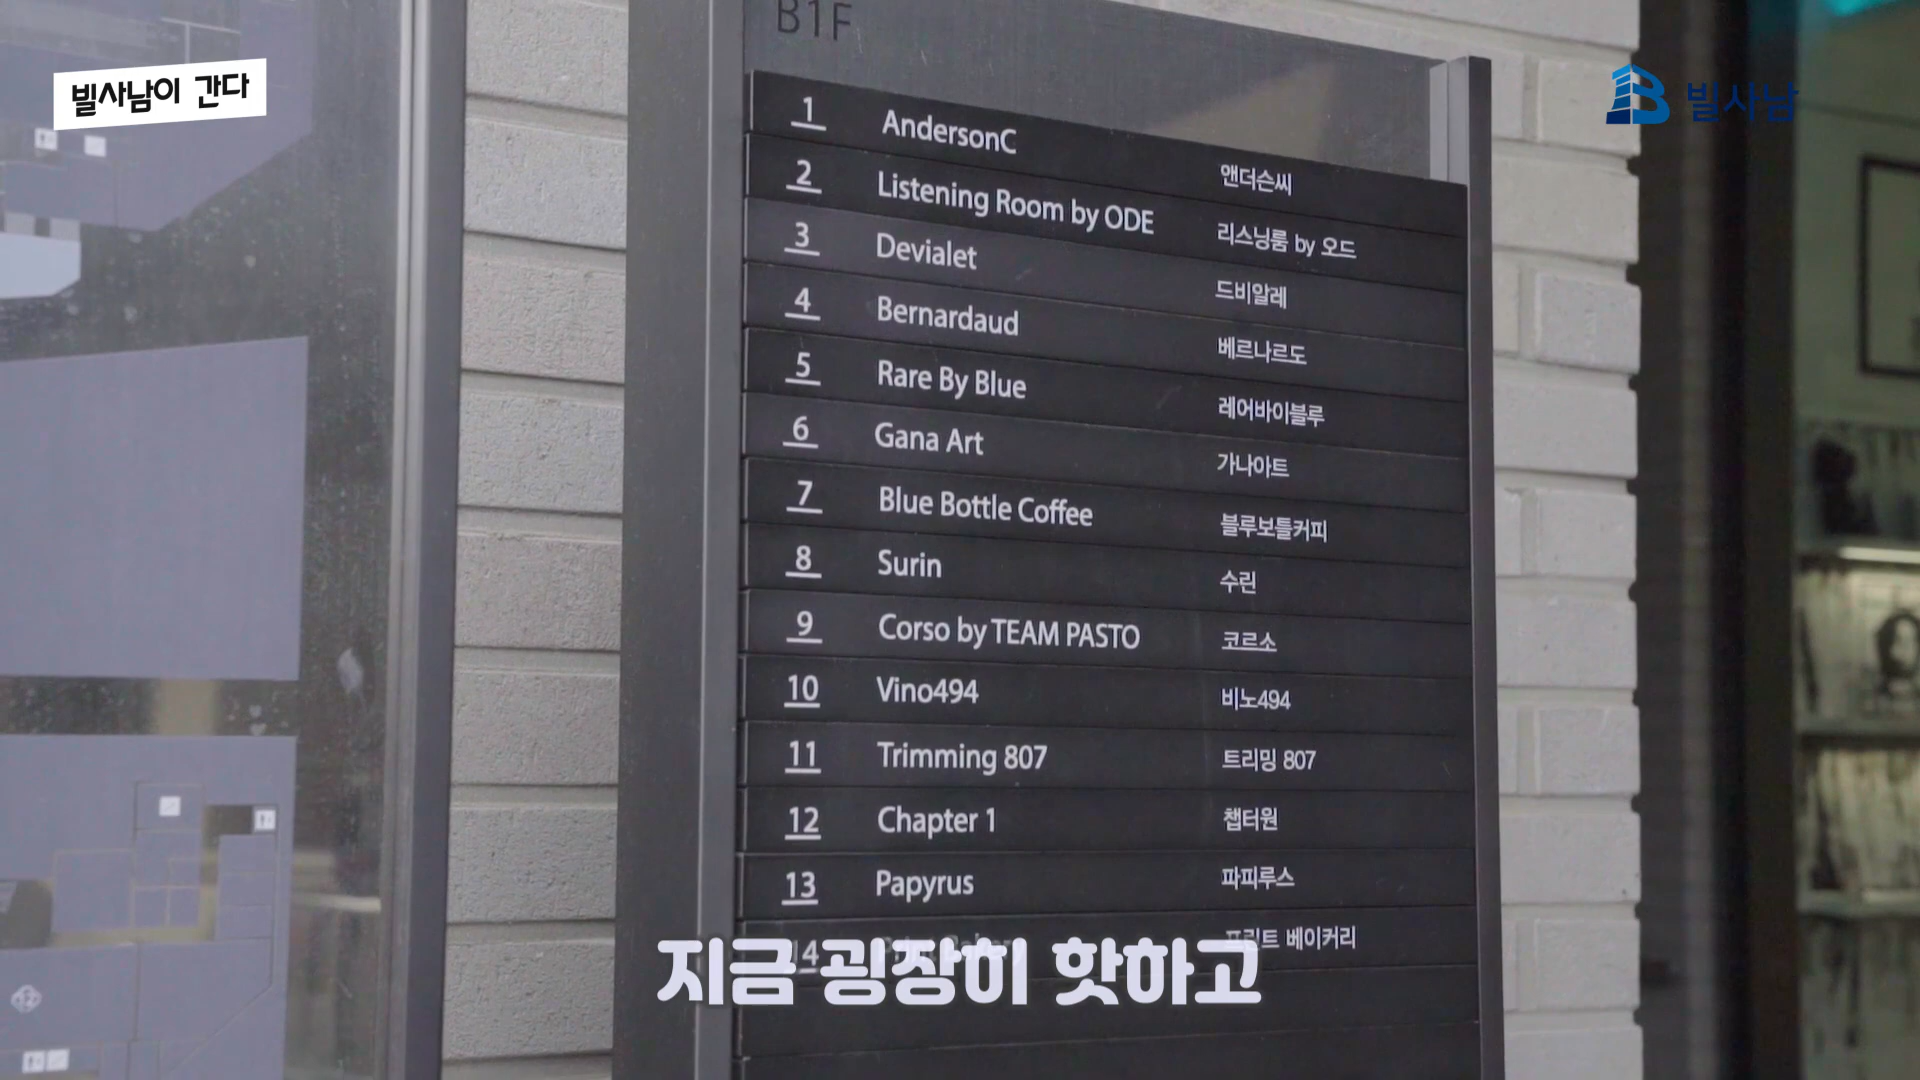 빌사남이 간다
빌사남
B1F
1 AndersonC 앤더슨씨
2 Listening Room by ODE 리스닝룸 by 오드
3 Devialet 드비알레
4 Bernardaud 베르나르도
5 Rare By Blue 레어바이블루
6 Gana Art 가나아트
7 Blue Bottle Coffee 블루보틀커피
8 Surin 수린
9 Corso by TEAM PASTO 코르소
10 Vino494 비노494
11 Trimming 807 트리밍 807
12 Chapter 1 챕터원
13 Papyrus 파피루스
14 Print Bakery 프린트 베이커리
지금 굉장히 핫하고